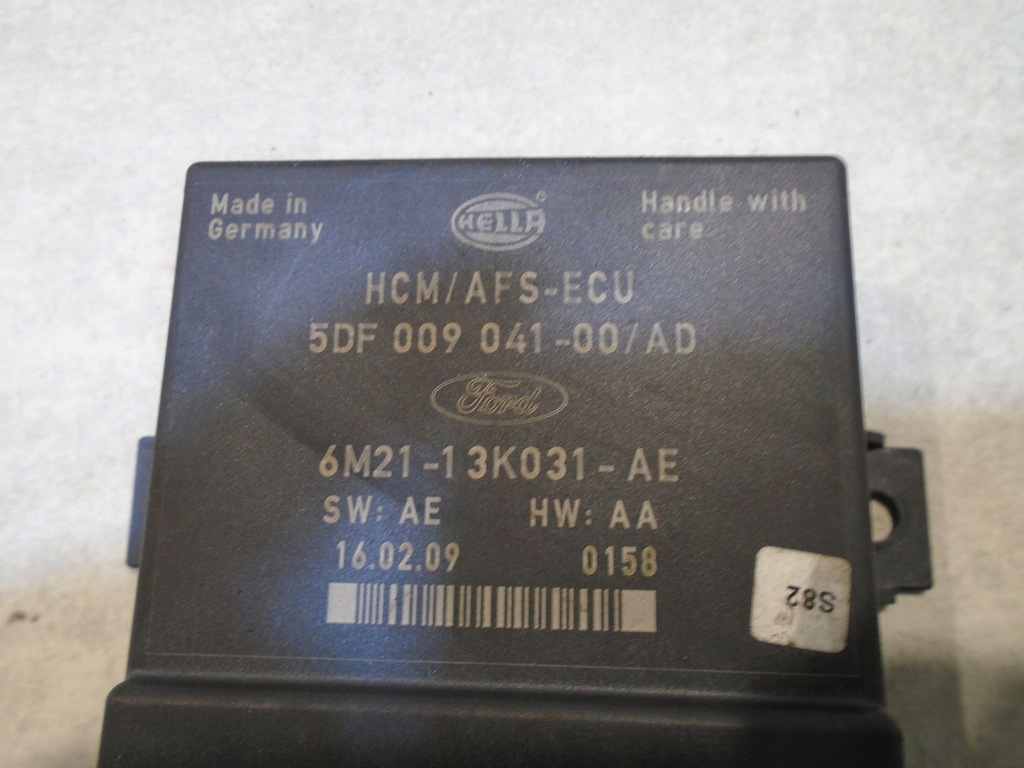 Made in
Germany
HELLA®
Handle with
care
HCM/AFS-ECU
5DF 009 041-00/AD
Ford
6M21-13K031-AE
SW: AE HW: AA
16.02.09 0158
S82